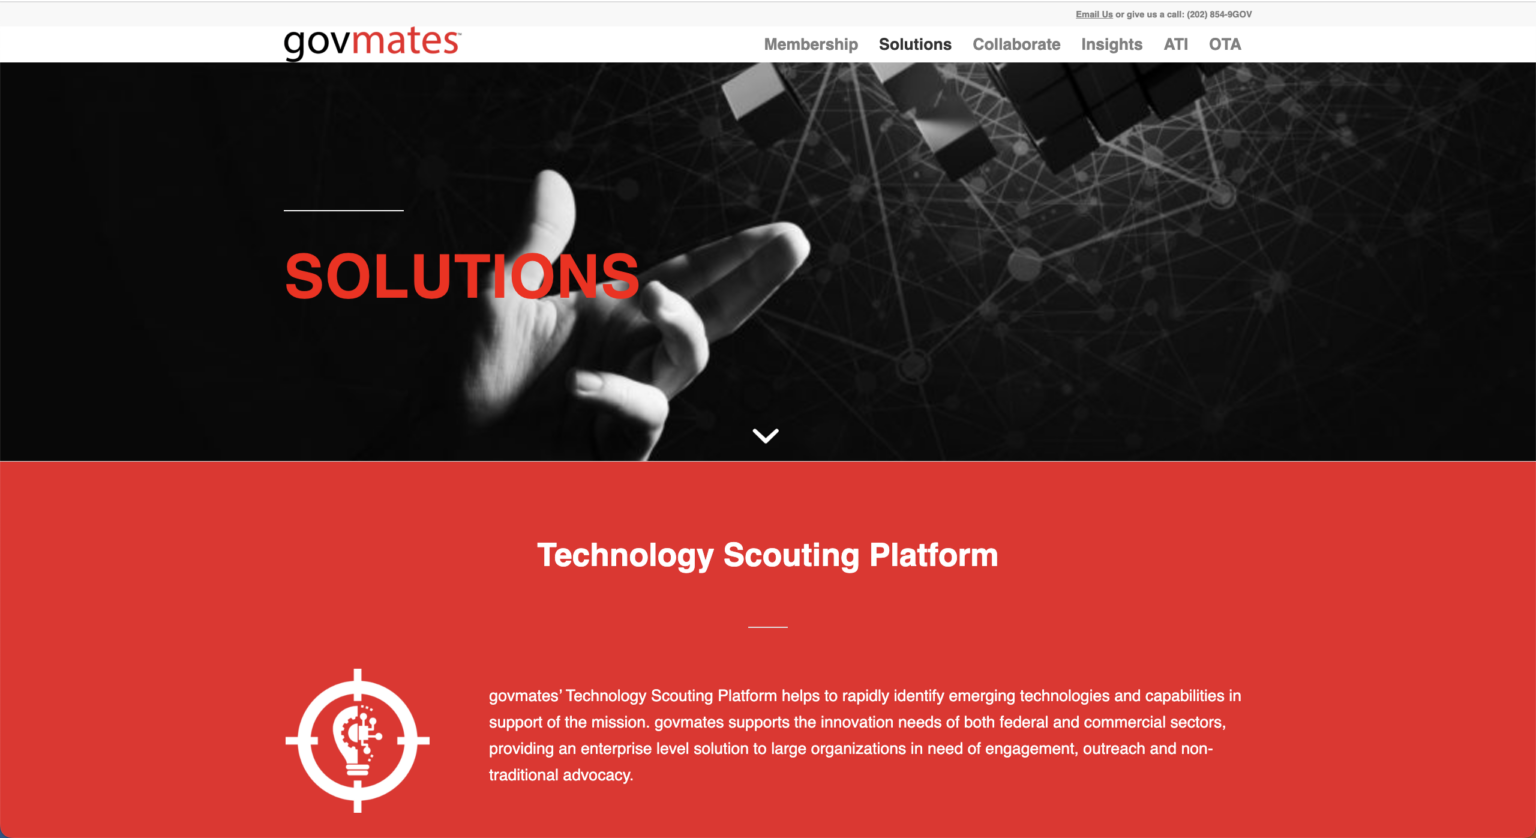 Email Us or give us a call: (202) 854-9GOV
govmates™
Membership Solutions Collaborate Insights ATI OTA
SOLUTIONS
Technology Scouting Platform
govmates’ Technology Scouting Platform helps to rapidly identify emerging technologies and capabilities in
support of the mission. govmates supports the innovation needs of both federal and commercial sectors,
providing an enterprise level solution to large organizations in need of engagement, outreach and non-
traditional advocacy.